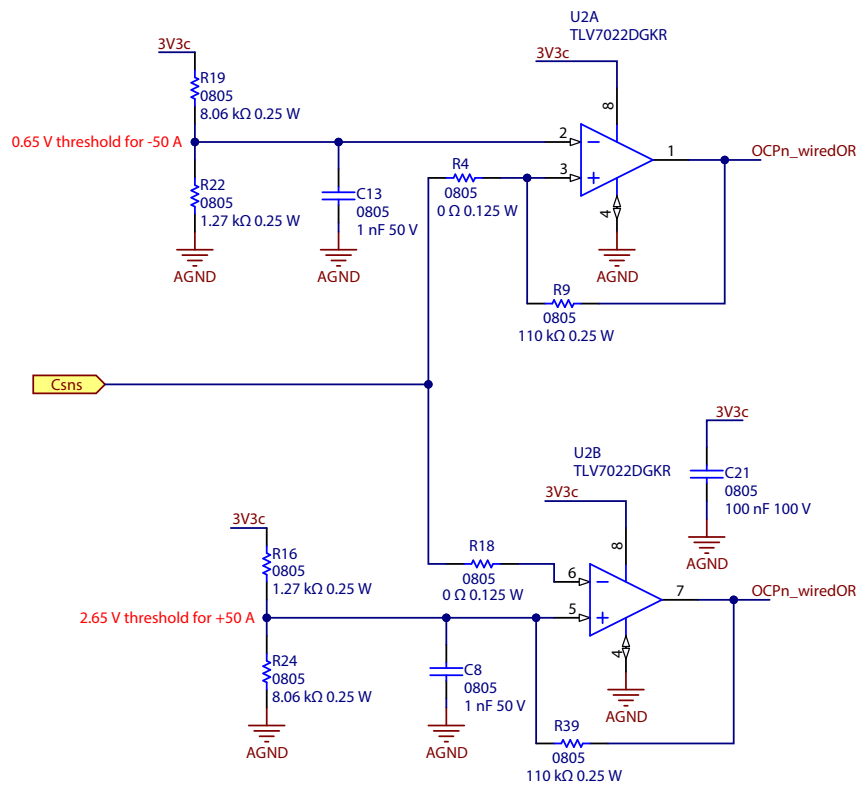 U2A
TLV7022DGKR
3V3c
3V3c
R19
0805
8.06 kΩ 0.25 W
8
0.65 V threshold for -50 A
2
1
OCPn_wiredOR
R4
3
0805
0 Ω 0.125 W
R22
0805
1.27 kΩ 0.25 W
C13
0805
1 nF 50 V
4
AGND
AGND
AGND
R9
0805
110 kΩ 0.25 W
Csns
3V3c
U2B
TLV7022DGKR
C21
0805
100 nF 100 V
3V3c
3V3c
8
AGND
R16
0805
1.27 kΩ 0.25 W
R18
0805
0 Ω 0.125 W
6
7
OCPn_wiredOR
2.65 V threshold for +50 A
5
R24
0805
8.06 kΩ 0.25 W
C8
0805
1 nF 50 V
4
AGND
AGND
AGND
R39
0805
110 kΩ 0.25 W